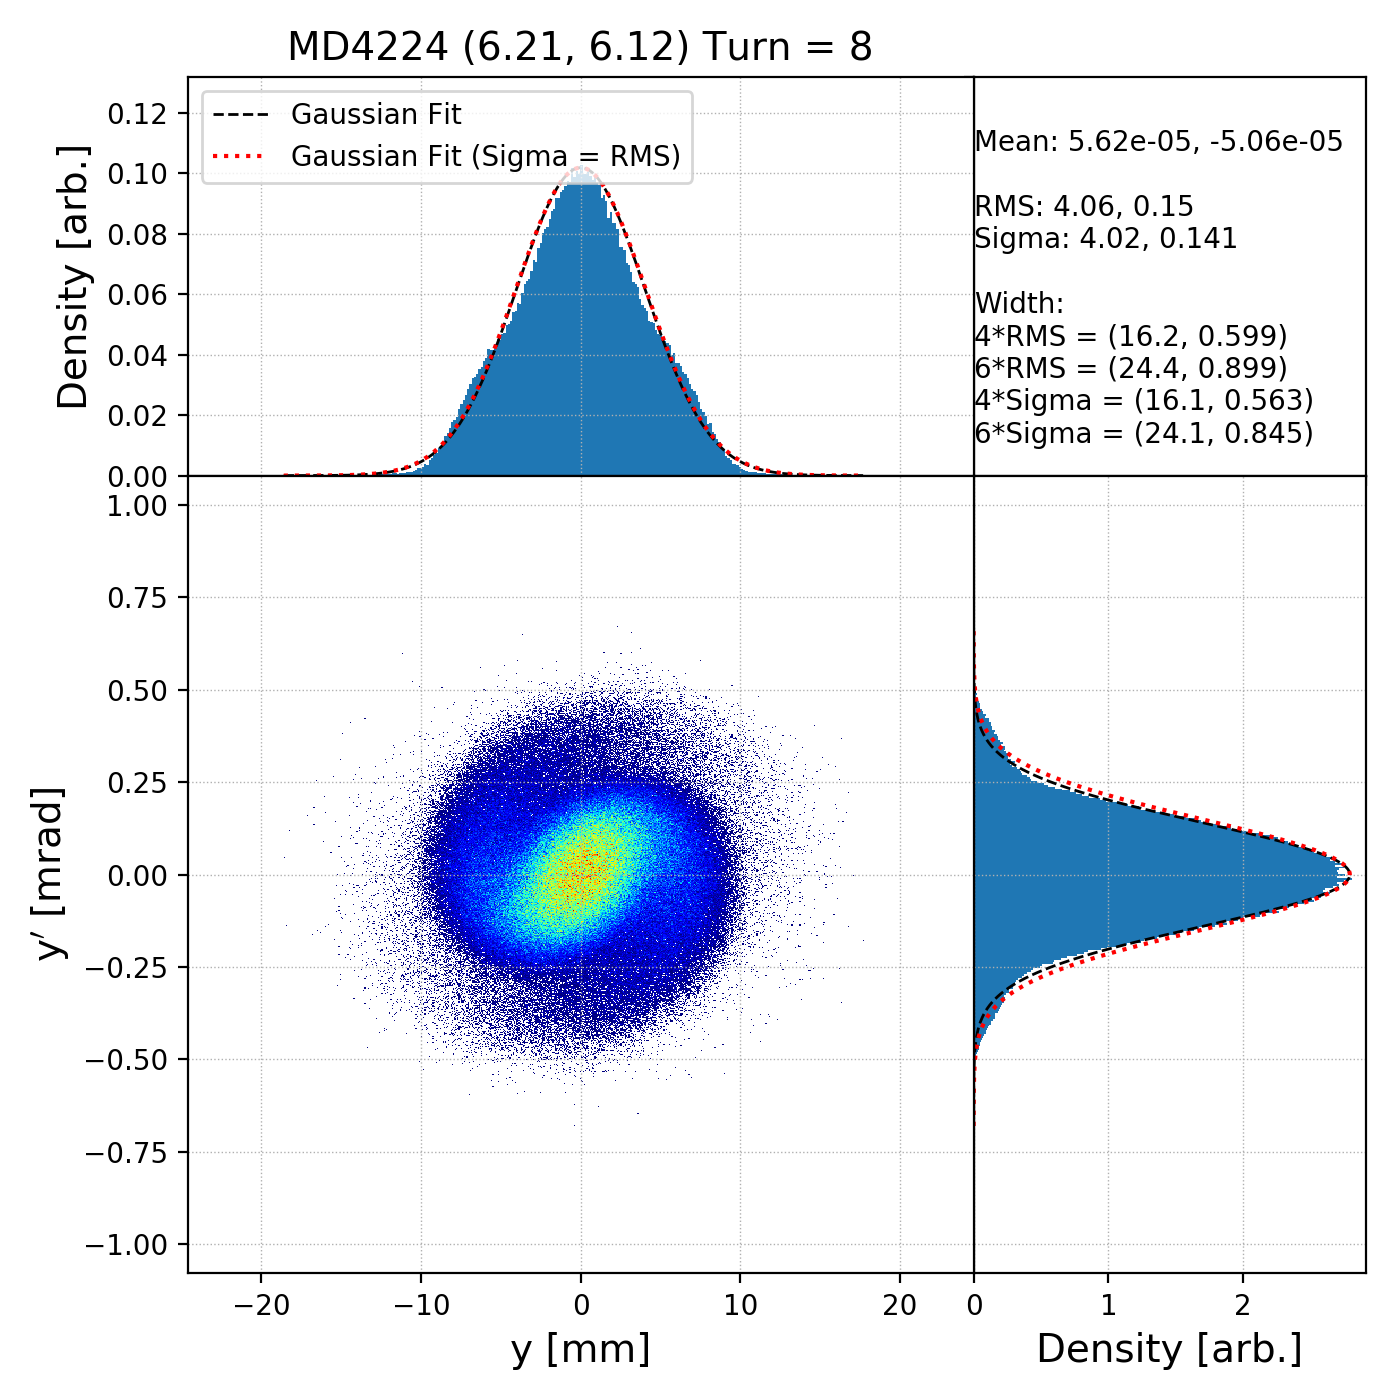 MD4224 (6.21, 6.12) Turn = 8
Gaussian Fit
Gaussian Fit (Sigma = RMS)
Density [arb.]
0.12
0.10
0.08
0.06
0.04
0.02
0.00
Mean: 5.62e-05, -5.06e-05
RMS: 4.06, 0.15
Sigma: 4.02, 0.141
Width:
4*RMS = (16.2, 0.599)
6*RMS = (24.4, 0.899)
4*Sigma = (16.1, 0.563)
6*Sigma = (24.1, 0.845)
y′ [mrad]
1.00
0.75
0.50
0.25
0.00
−0.25
−0.50
−0.75
−1.00
−20 −10 0 10 20
y [mm]
0 1 2
Density [arb.]